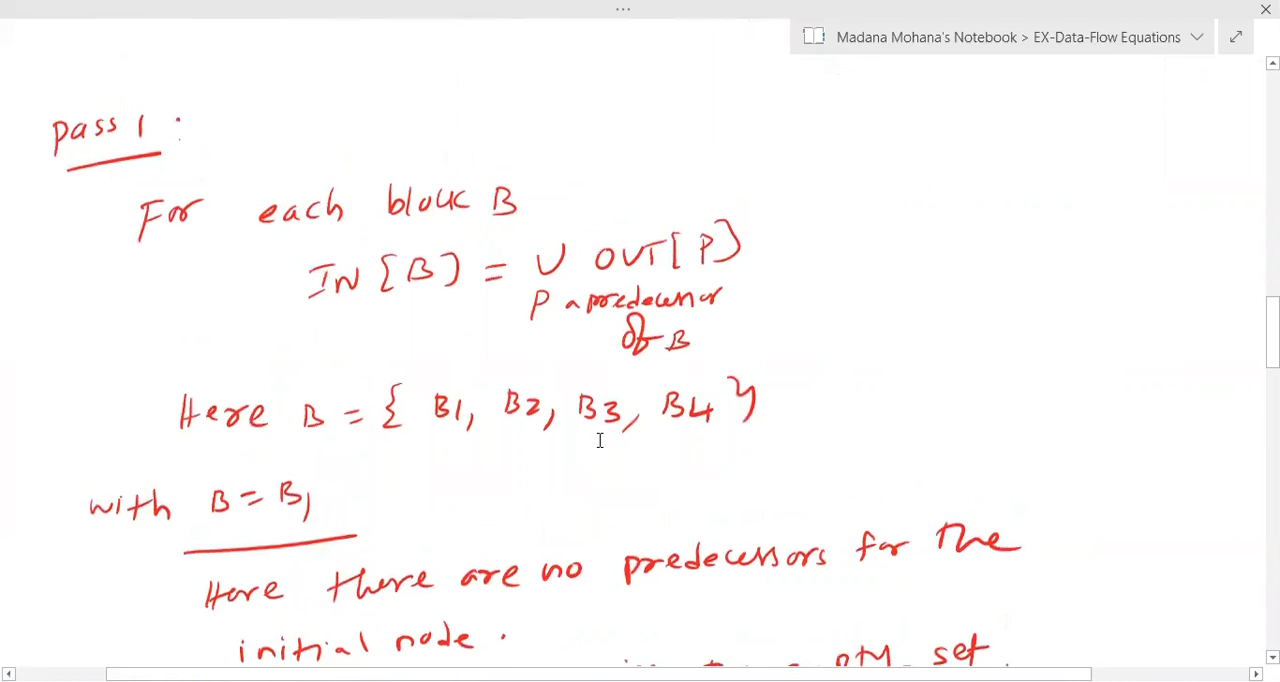 Madana Mohana's Notebook > EX-Data-Flow Equations
Pass 1 :
For each block B
IN [B] = U OUT[P]
P a predecessor
of B
Here B = { B1, B2, B3, B4 }
with B = B1
Here there are no predecessors for the
initial node.
set.